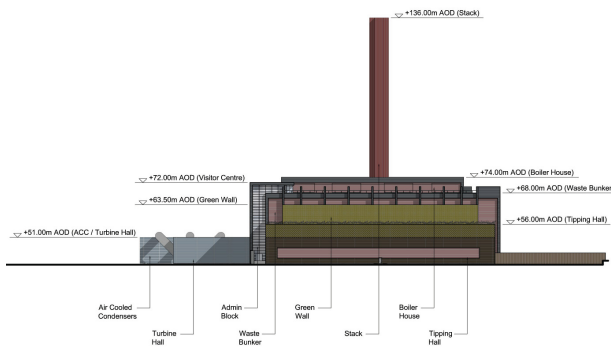 +136.00m AOD (Stack)
+74.00m AOD (Boiler House)
+72.00m AOD (Visitor Centre)
+68.00m AOD (Waste Bunker)
+63.50m AOD (Green Wall)
+56.00m AOD (Tipping Hall)
+51.00m AOD (ACC / Turbine Hall)
Air Cooled
Condensers
Admin
Block
Green
Wall
Boiler
House
Turbine
Hall
Waste
Bunker
Stack
Tipping
Hall